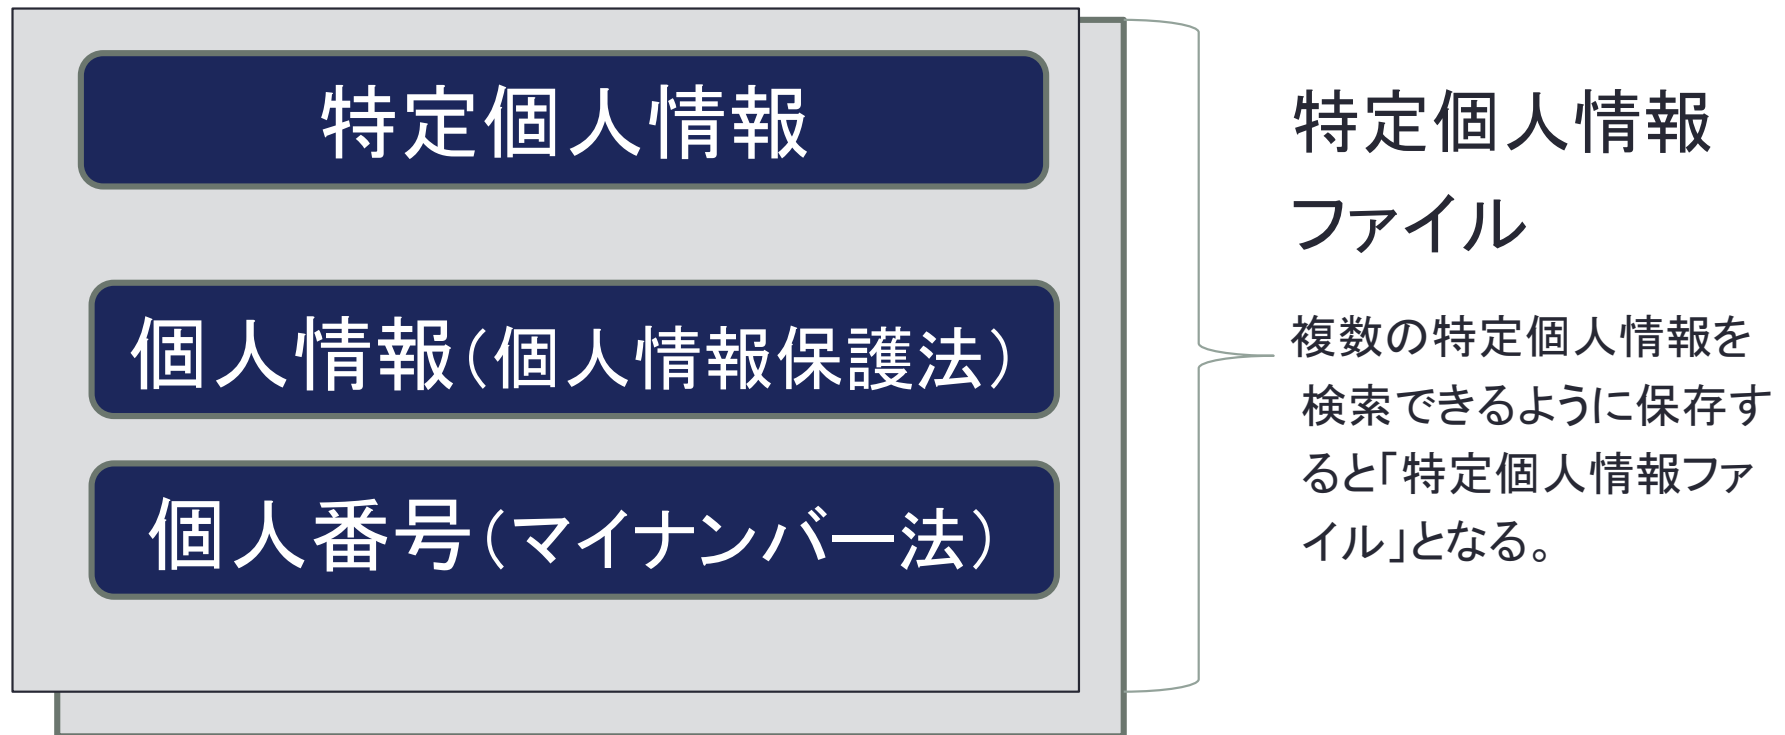 特定個人情報
個人情報（個人情報保護法）
個人番号（マイナンバー法）
特定個人情報
ファイル
複数の特定個人情報を
検索できるように保存す
ると「特定個人情報ファ
イル」となる。